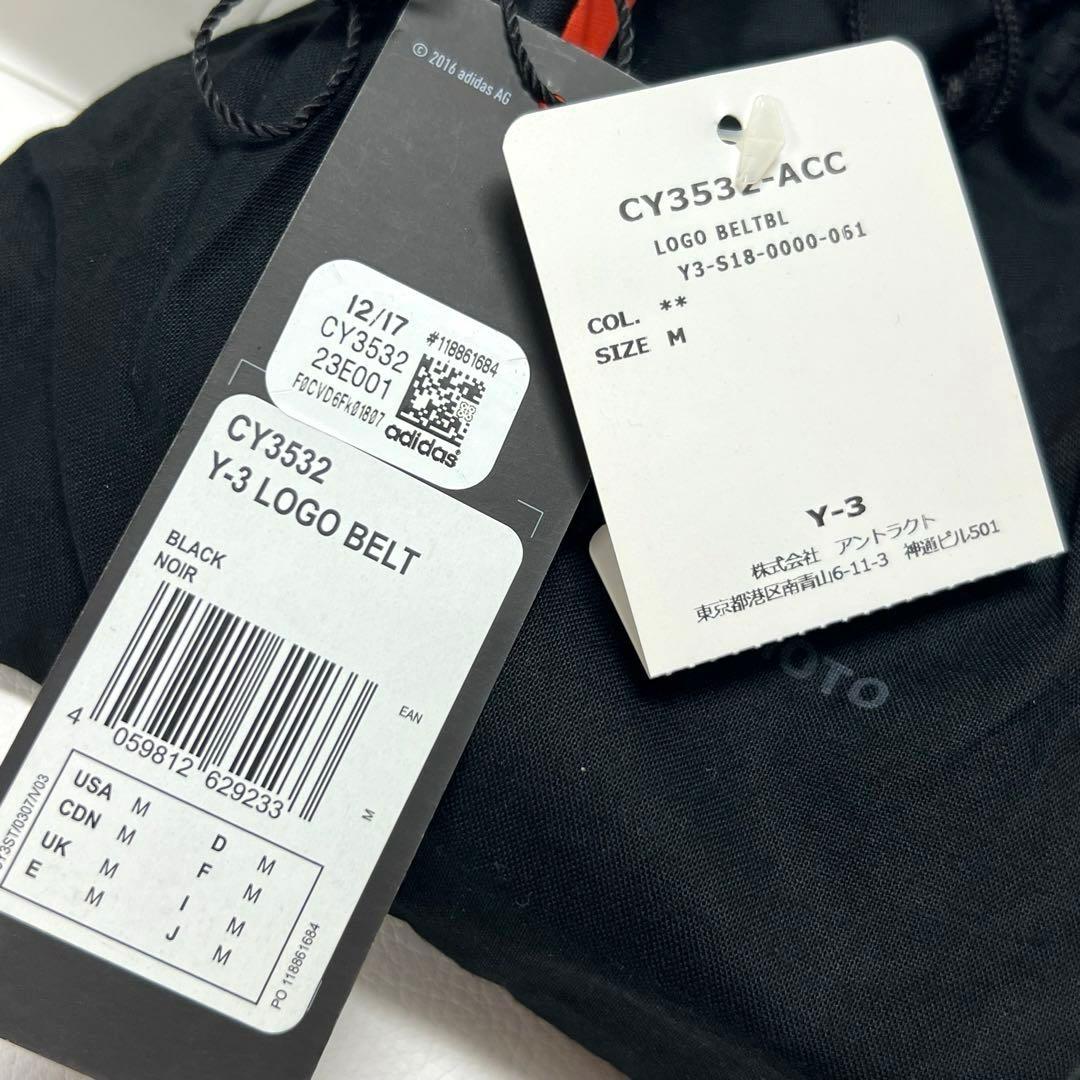 © 2016 adidas AG
12/17
CY3532
#118861684
23E001
F0CVD6Fk01807
adidas
CY3532
Y-3 LOGO BELT
BLACK
NOIR
EAN
4 059812 629233
M
USA M
CDN M
UK M
E M
D M
F M
I M
J M
PO 118861684
CY3532-ACC
LOGO BELTBL
Y3-S18-0000-061
COL. **
SIZE M
Y-3
株式会社 アントラクト
東京都港区南青山6-11-3 神通ビル501